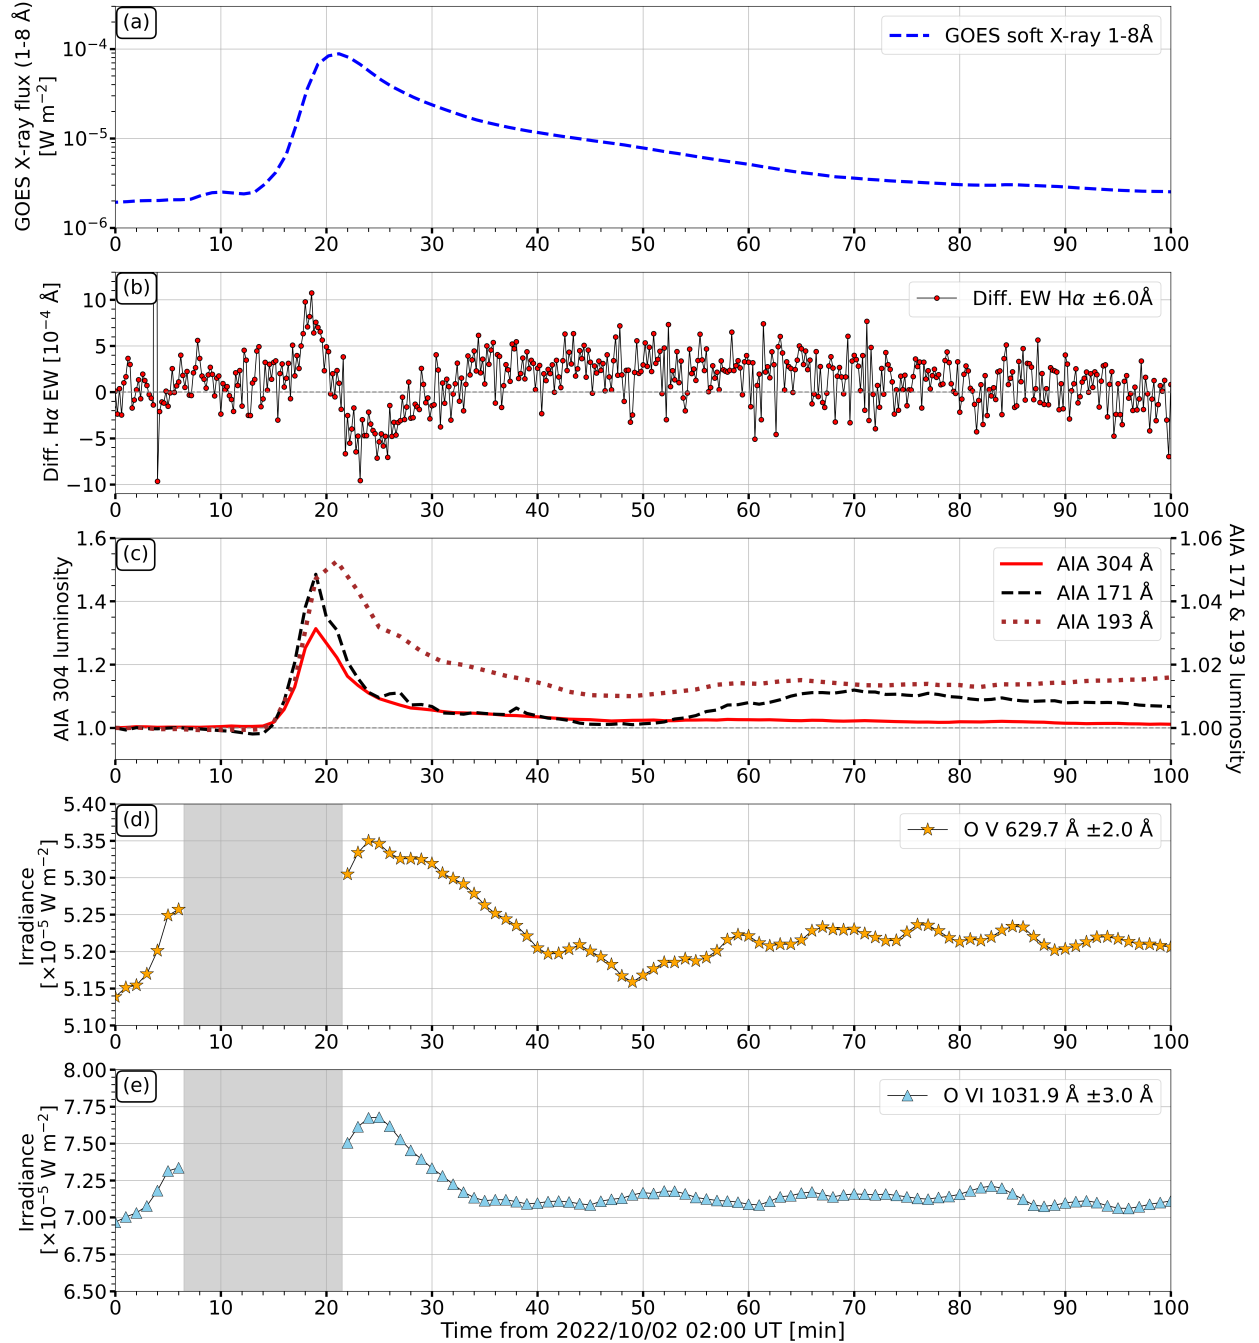 (a)
GOES soft X-ray 1-8Å
GOES X-ray flux (1-8 Å)
[W m⁻²]
10⁻⁴
10⁻⁵
10⁻⁶
0 10 20 30 40 50 60 70 80 90 100
(b)
Diff. EW Hα ±6.0Å
Diff. Hα EW [10⁻⁴ Å]
10
5
0
−5
−10
0 10 20 30 40 50 60 70 80 90 100
(c)
AIA 304 Å
AIA 171 Å
AIA 193 Å
AIA 304 luminosity
1.6
1.4
1.2
1.0
AIA 171 & 193 luminosity
1.06
1.04
1.02
1.00
0 10 20 30 40 50 60 70 80 90 100
(d)
O V 629.7 Å ±2.0 Å
Irradiance
[×10⁻⁵ W m⁻²]
5.40
5.35
5.30
5.25
5.20
5.15
5.10
0 10 20 30 40 50 60 70 80 90 100
(e)
O VI 1031.9 Å ±3.0 Å
Irradiance
[×10⁻⁵ W m⁻²]
8.00
7.75
7.50
7.25
7.00
6.75
6.50
0 10 20 30 40 50 60 70 80 90 100
Time from 2022/10/02 02:00 UT [min]